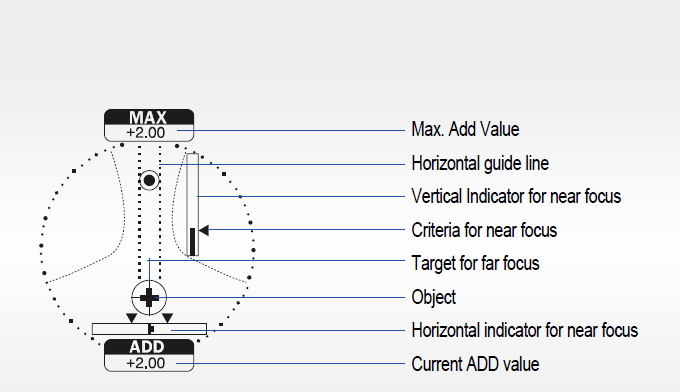 MAX
+2.00
Max. Add Value
Horizontal guide line
Vertical Indicator for near focus
Criteria for near focus
Target for far focus
Object
Horizontal indicator for near focus
ADD
+2.00
Current ADD value